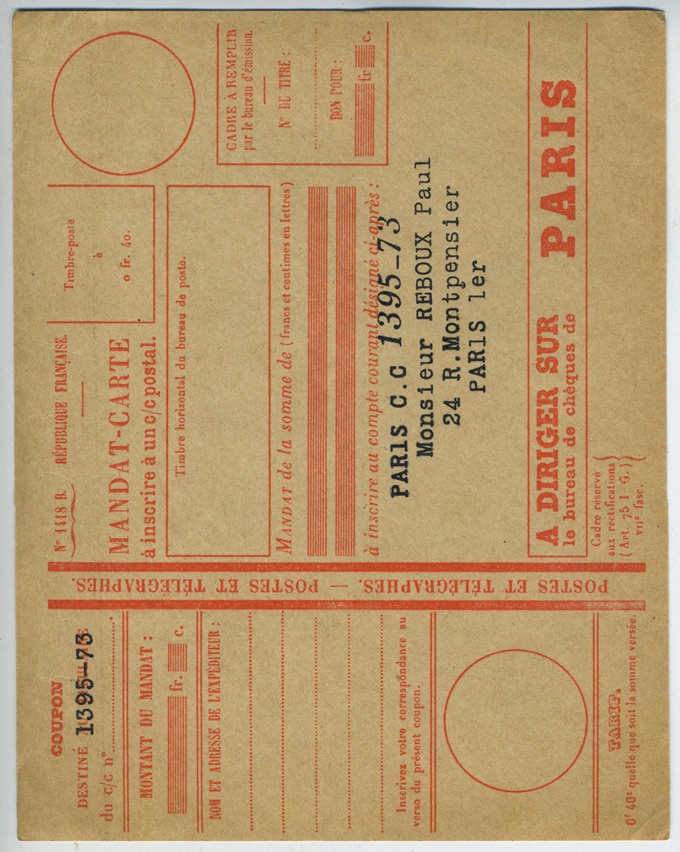 COUPON
DESTINÉ
1395-73
du c/c n°
MONTANT DU MANDAT :
fr.
c.
NOM ET ADRESSE DE L'EXPÉDITEUR :
Inscrivez votre correspondance au
verso du présent coupon.
TARIF.
0f 40c quelle que soit la somme versée.
POSTES ET TÉLÉGRAPHES. — POSTES ET TÉLÉGRAPHES.
N° 1418 B.
RÉPUBLIQUE FRANÇAISE.
Timbre-poste
à
0 fr. 40.
MANDAT-CARTE
à inscrire à un c/c postal.
Timbre horizontal du bureau de poste.
CADRE À REMPLIR
par le bureau d'émission.
N° DU TITRE :
BON POUR :
fr
c.
MANDAT de la somme de (francs et centimes en lettres)
à inscrire au compte courant désigné ci-après :
PARIS C.C 1395-73
Monsieur REBOUX Paul
24 R.Montpensier
PARIS 1er
A DIRIGER SUR
le bureau de chèques de
PARIS
Cadre réservé
aux rectifications
(Art. 75 I. G.)
VIIe fasc.